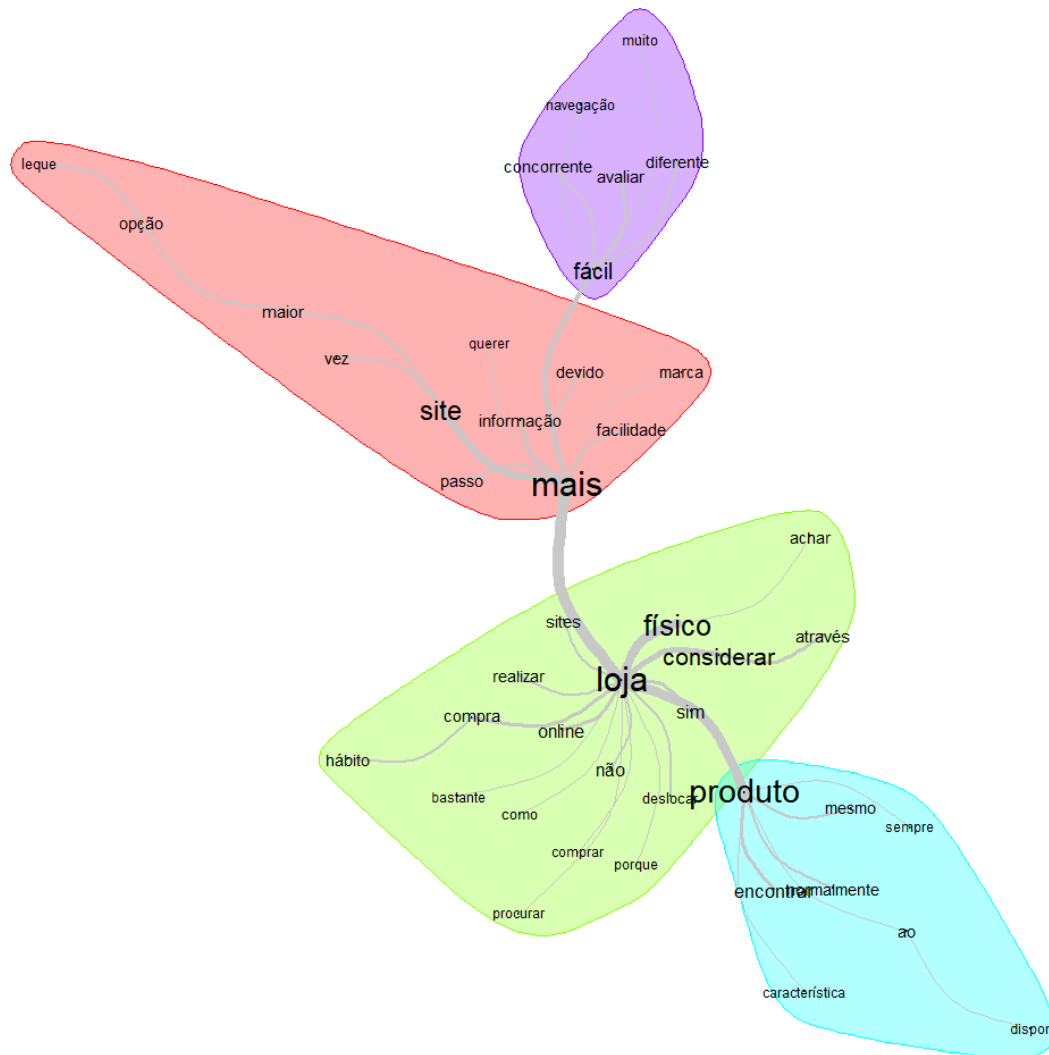 muito
navegação
concorrente
avaliar
diferente
fácil
leque
opção
maior
vez
querer
devido
marca
site
informação
facilidade
passo
mais
achar
sites
físico
através
considerar
realizar
loja
sim
compra
online
hábito
não
bastante
deslocar
como
comprar
porque
procurar
produto
mesmo
sempre
encontrar
normalmente
ao
característica
dispor